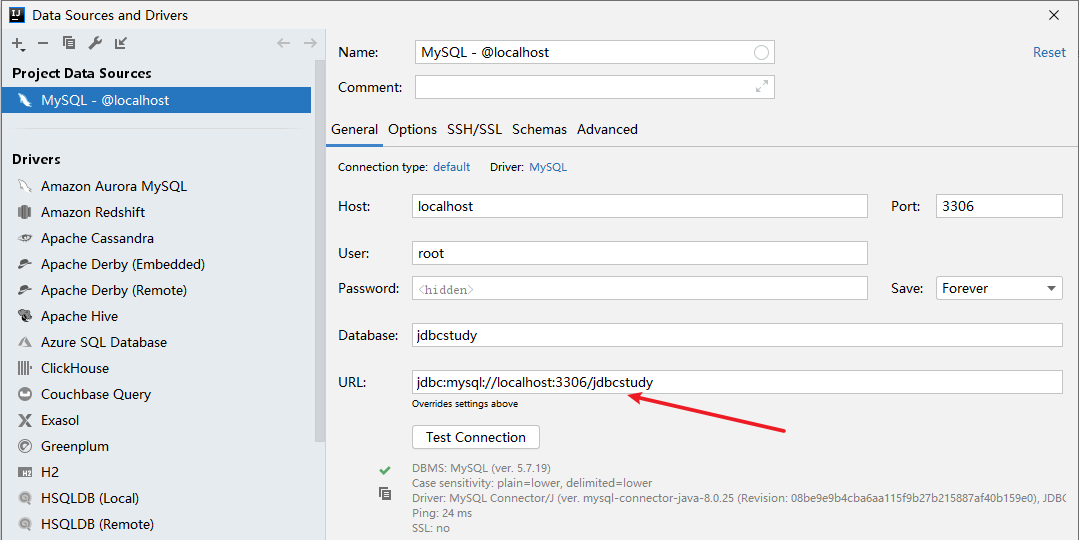 Data Sources and Drivers
Project Data Sources
MySQL - @localhost
Drivers
Amazon Aurora MySQL
Amazon Redshift
Apache Cassandra
Apache Derby (Embedded)
Apache Derby (Remote)
Apache Hive
Azure SQL Database
ClickHouse
Couchbase Query
Exasol
Greenplum
H2
HSQLDB (Local)
HSQLDB (Remote)
Name: MySQL - @localhost Reset
Comment:
General Options SSH/SSL Schemas Advanced
Connection type: default Driver: MySQL
Host: localhost Port: 3306
User: root
Password: <hidden> Save: Forever
Database: jdbcstudy
URL: jdbc:mysql://localhost:3306/jdbcstudy
Overrides settings above
Test Connection
DBMS: MySQL (ver. 5.7.19)
Case sensitivity: plain=lower, delimited=lower
Driver: MySQL Connector/J (ver. mysql-connector-java-8.0.25 (Revision: 08be9e9b4cba6aa115f9b27b215887af40b159e0), JDBC
Ping: 24 ms
SSL: no